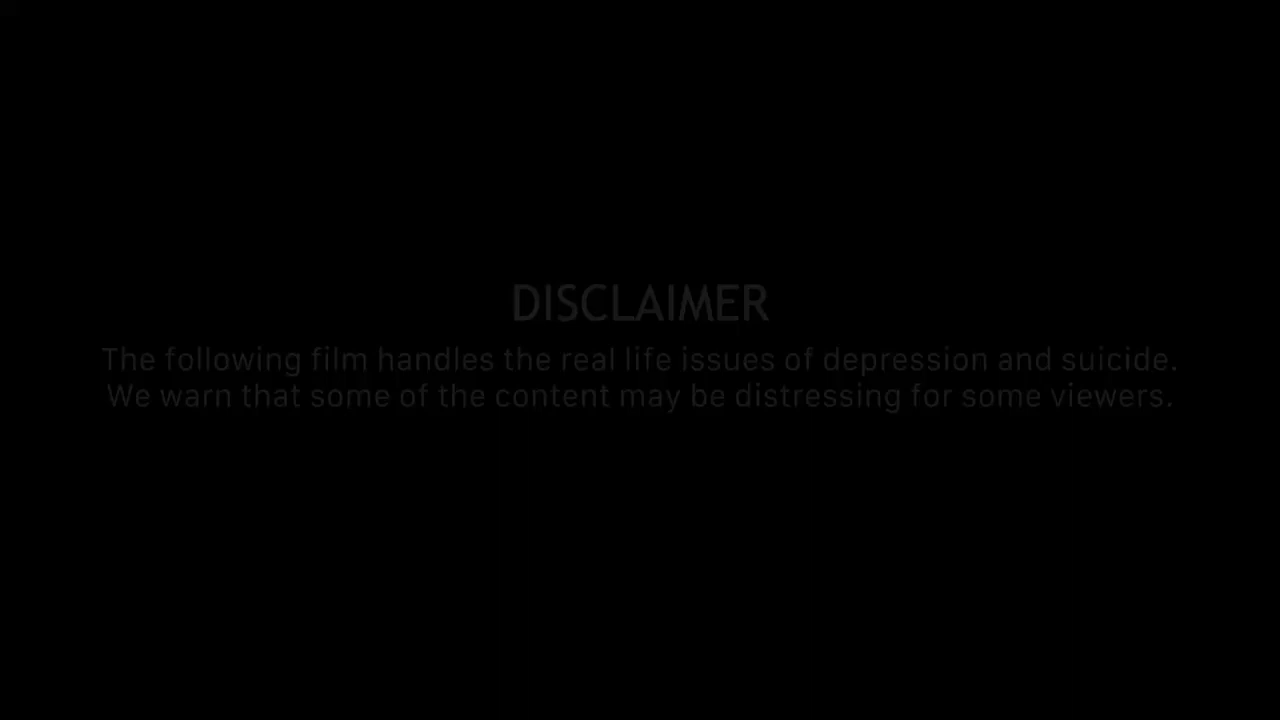 DISCLAIMER
The following film handles the real life issues of depression and suicide.
We warn that some of the content may be distressing for some viewers.